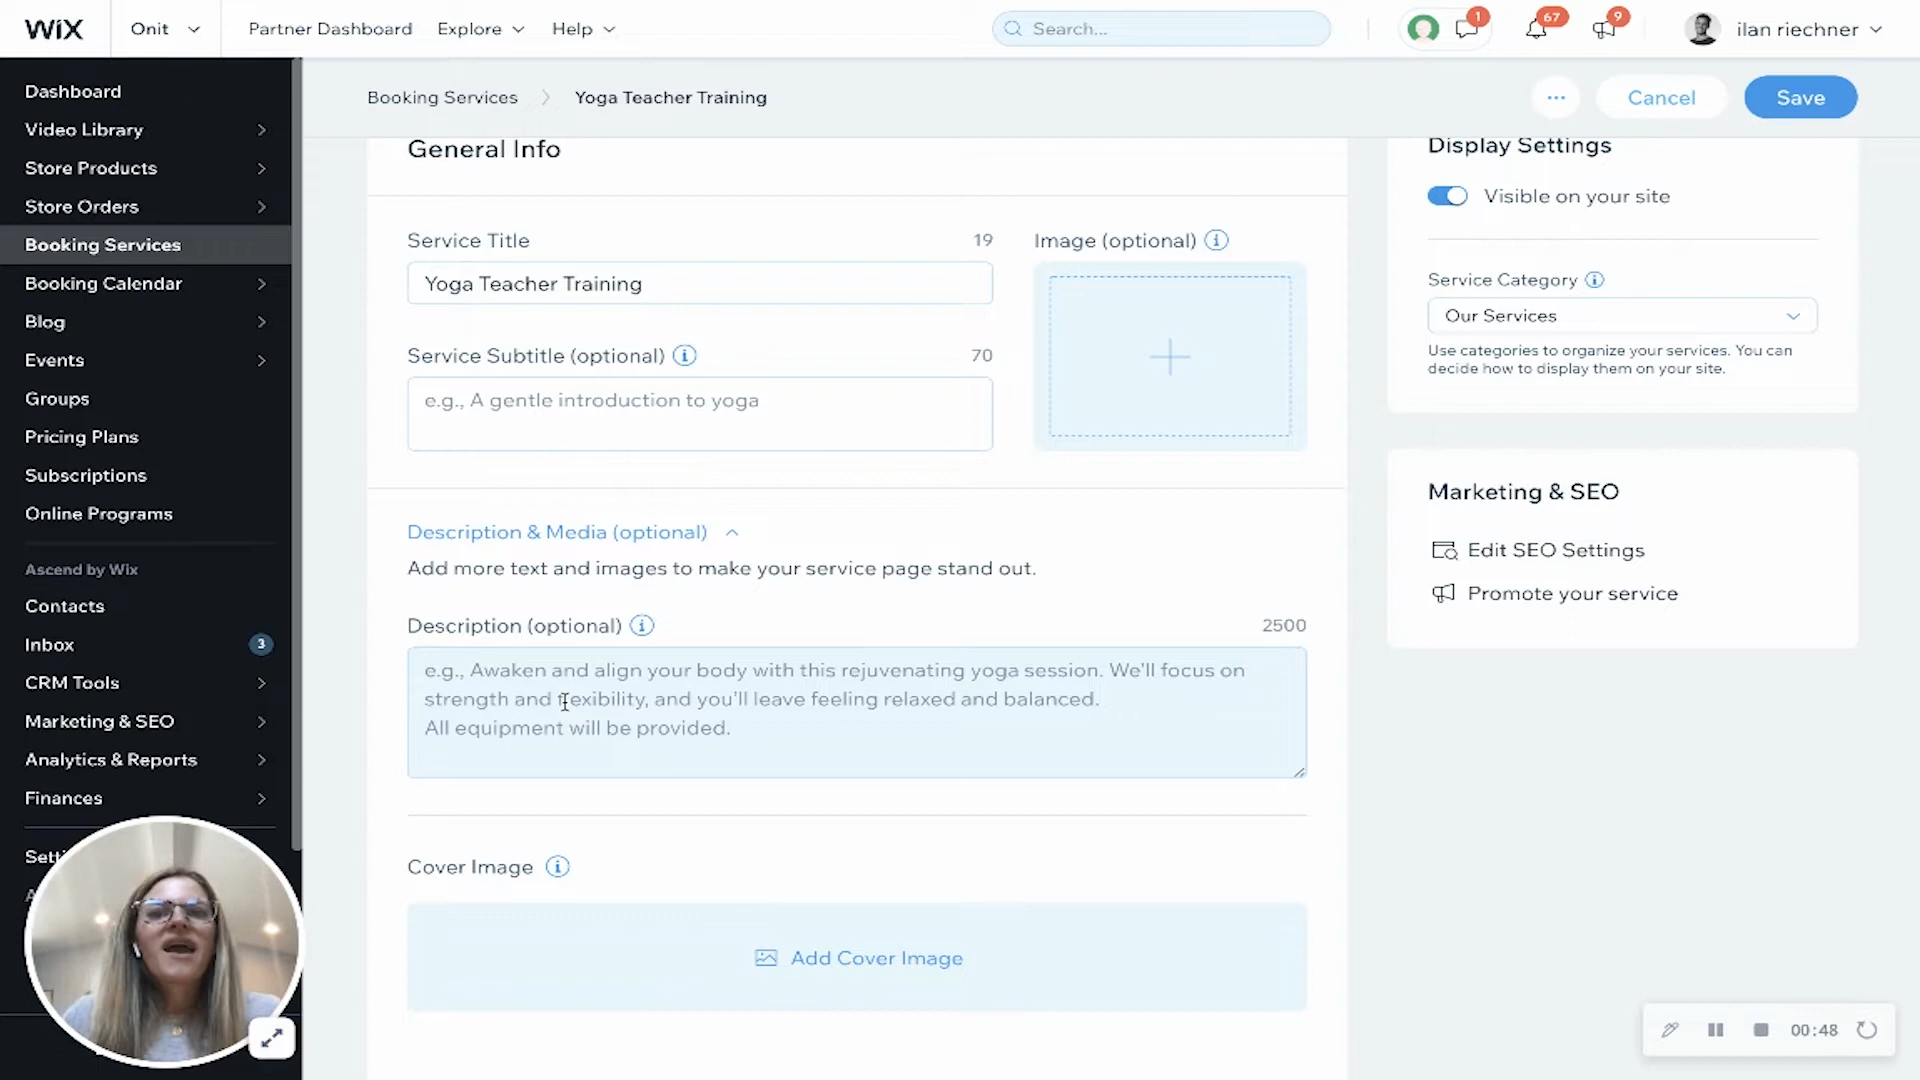 WiX
Onit
Partner Dashboard
Explore
Help
Search...
1
67
9
ilan riechner
Dashboard
Video Library
Store Products
Store Orders
Booking Services
Booking Calendar
Blog
Events
Groups
Pricing Plans
Subscriptions
Online Programs
Ascend by Wix
Contacts
Inbox
3
CRM Tools
Marketing & SEO
Analytics & Reports
Finances
Booking Services
Yoga Teacher Training
...
Cancel
Save
General Info
Service Title
19
Yoga Teacher Training
Service Subtitle (optional)
70
e.g., A gentle introduction to yoga
Image (optional)
Description & Media (optional)
Add more text and images to make your service page stand out.
Description (optional)
2500
e.g., Awaken and align your body with this rejuvenating yoga session. We'll focus on
strength and flexibility, and you'll leave feeling relaxed and balanced.
All equipment will be provided.
Cover Image
Add Cover Image
Display Settings
Visible on your site
Service Category
Our Services
Use categories to organize your services. You can
decide how to display them on your site.
Marketing & SEO
Edit SEO Settings
Promote your service
00:48